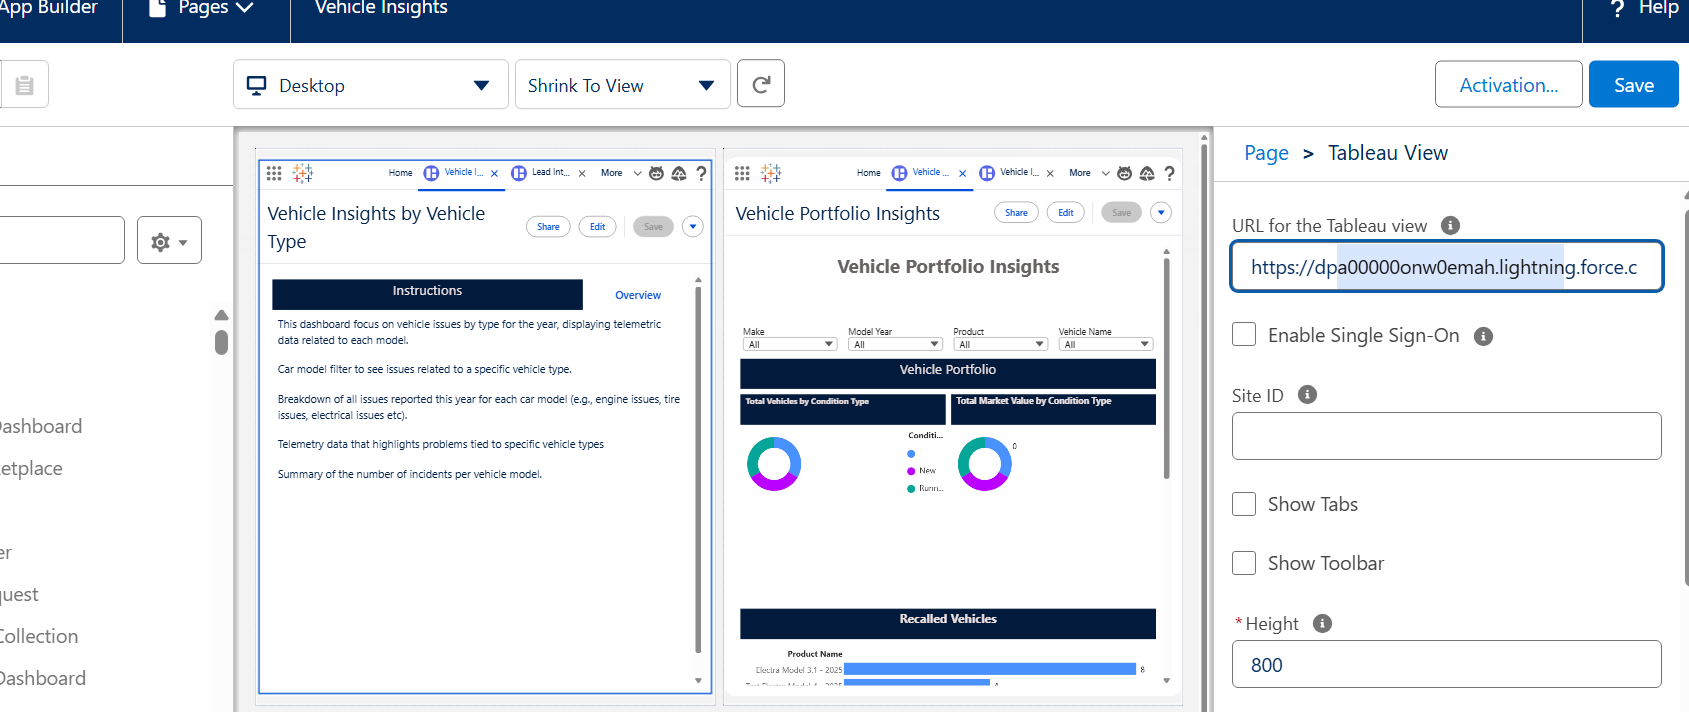 App Builder
Pages
Vehicle Insights
? Help
Desktop
Shrink To View
Activation...
Save
Dashboard
etplace
er
quest
Collection
Dashboard
Home
Vehicle I...
Lead Int...
More
?
Vehicle Insights by Vehicle
Type
Share
Edit
Save
Instructions
Overview
This dashboard focus on vehicle issues by type for the year, displaying telemetric
data related to each model.
Car model filter to see issues related to a specific vehicle type.
Breakdown of all issues reported this year for each car model (e.g., engine issues, tire
issues, electrical issues etc).
Telemetry data that highlights problems tied to specific vehicle types
Summary of the number of incidents per vehicle model.
Home
Vehicle ...
Vehicle I...
More
?
Vehicle Portfolio Insights
Share
Edit
Save
Vehicle Portfolio Insights
Make
Model Year
Product
Vehicle Name
All
All
All
All
Vehicle Portfolio
Total Vehicles by Condition Type
Total Market Value by Condition Type
Conditi...
New
Runn...
0
Recalled Vehicles
Product Name
Electra Model 3.1 - 2025
8
Page > Tableau View
URL for the Tableau view
https://dpa00000onw0emah.lightning.force.c
Enable Single Sign-On
Site ID
Show Tabs
Show Toolbar
*Height
800